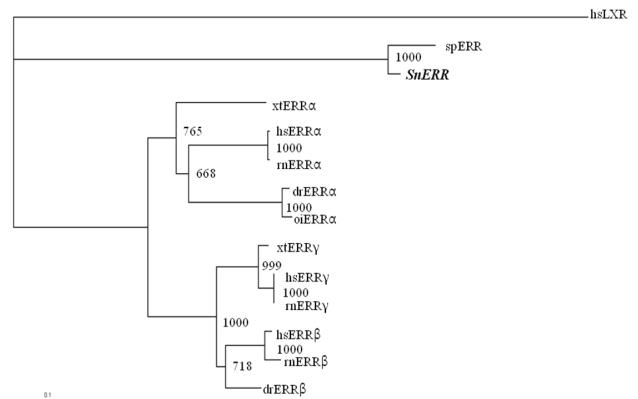 hsLXR
spERR
1000
SnERR
xtERRα
765
hsERRα
1000
rnERRα
668
drERRα
1000
oiERRα
xtERRγ
999
hsERRγ
1000
rnERRγ
1000
hsERRβ
1000
rnERRβ
718
drERRβ
0.1